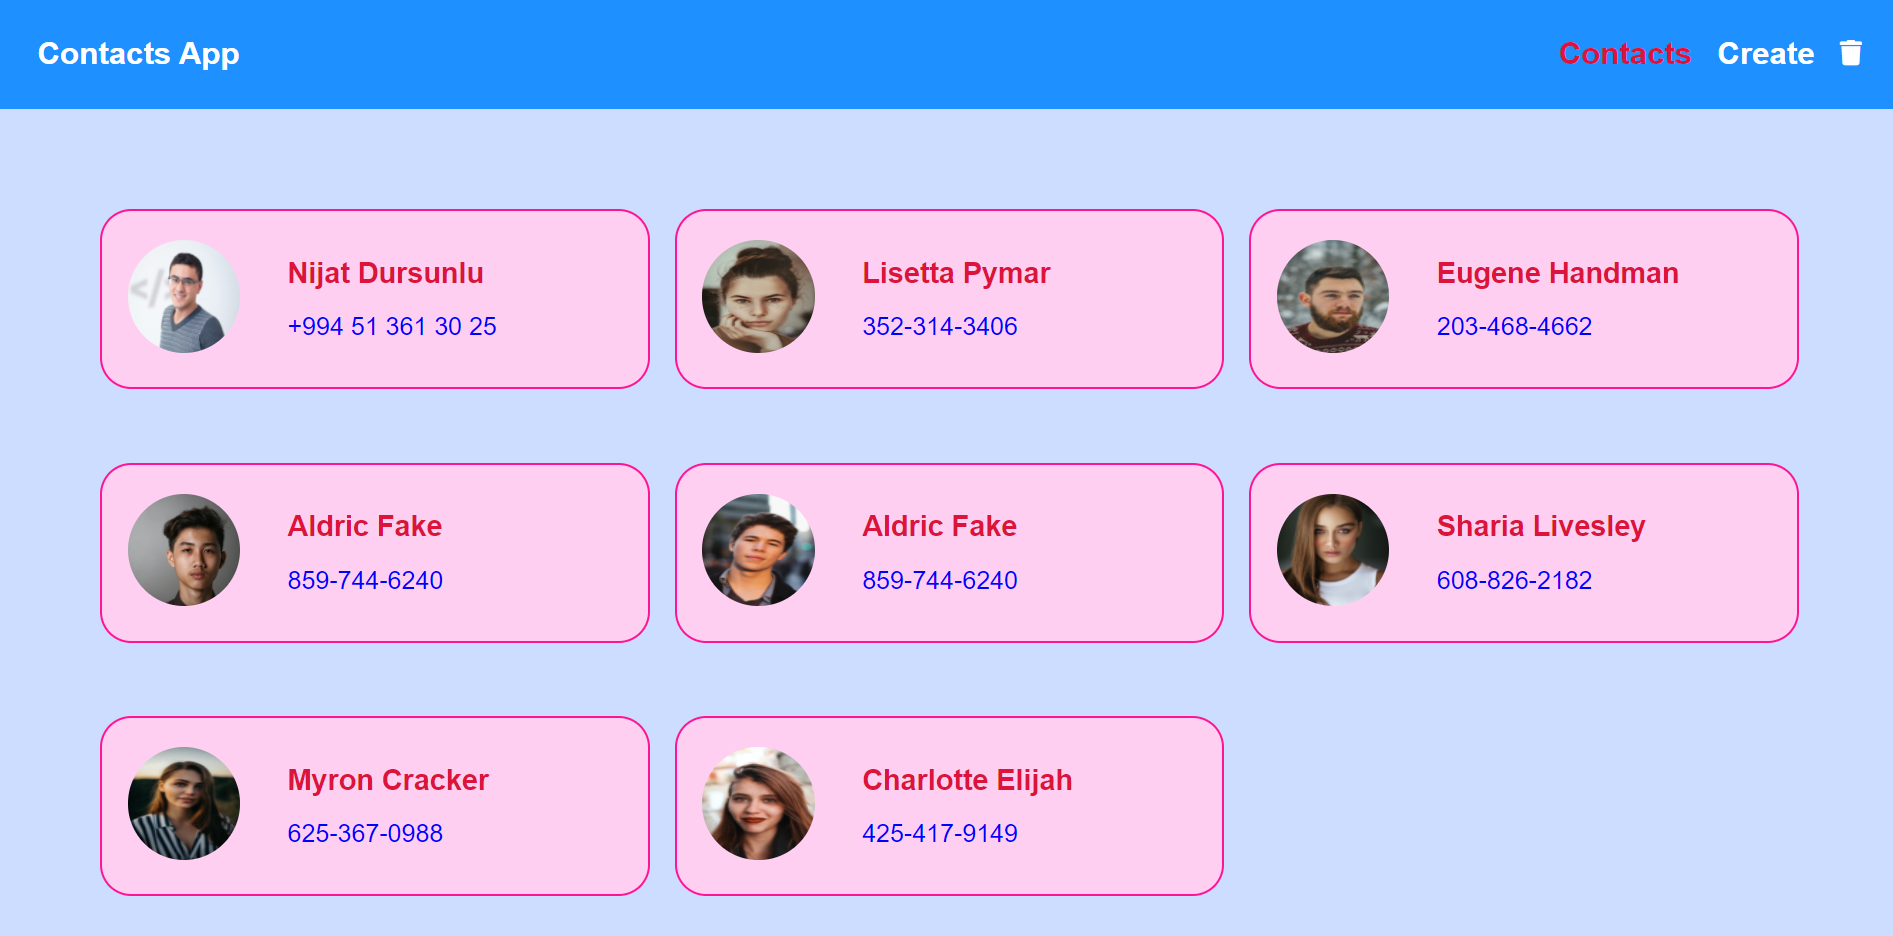 Contacts App
Contacts
Create
Nijat Dursunlu
+994 51 361 30 25
Lisetta Pymar
352-314-3406
Eugene Handman
203-468-4662
Aldric Fake
859-744-6240
Aldric Fake
859-744-6240
Sharia Livesley
608-826-2182
Myron Cracker
625-367-0988
Charlotte Elijah
425-417-9149